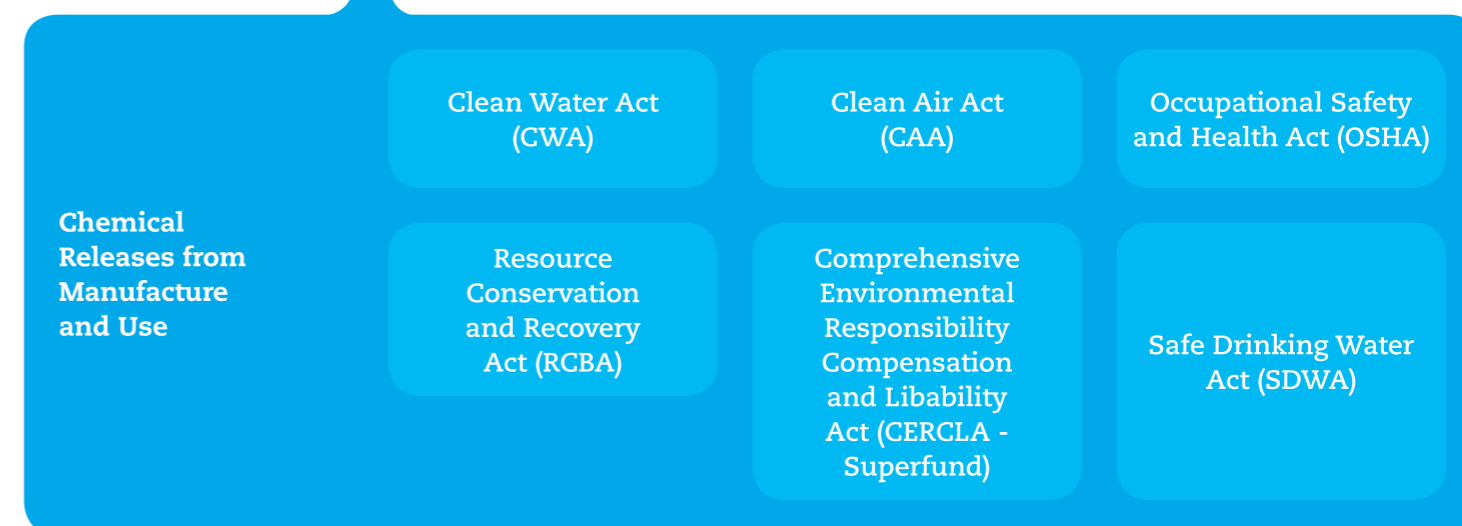 Chemical
Releases from
Manufacture
and Use
Clean Water Act
(CWA)
Clean Air Act
(CAA)
Occupational Safety
and Health Act (OSHA)
Resource
Conservation
and Recovery
Act (RCBA)
Comprehensive
Environmental
Responsibility
Compensation
and Libability
Act (CERCLA -
Superfund)
Safe Drinking Water
Act (SDWA)